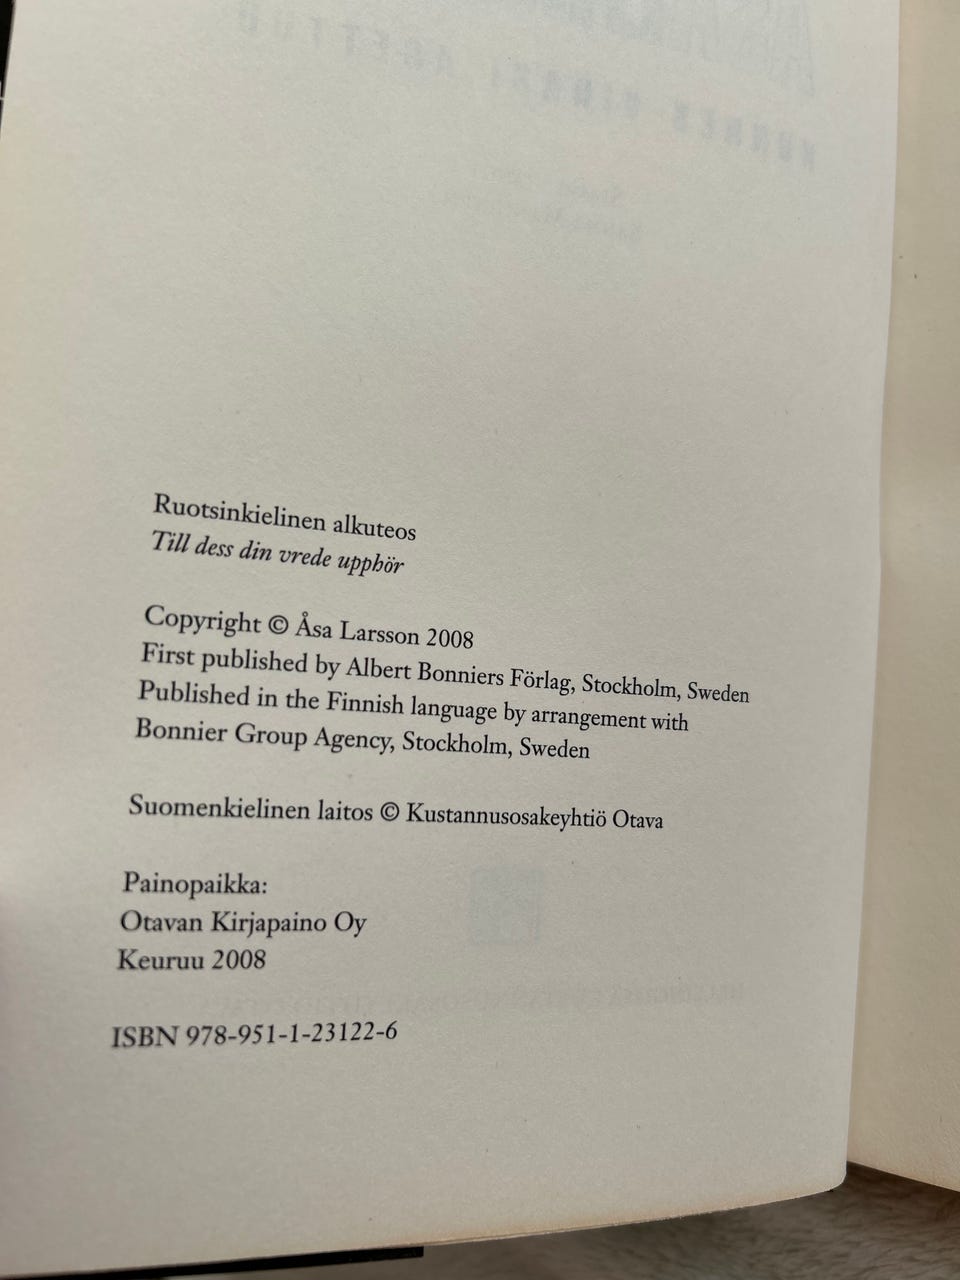 Ruotsinkielinen alkuteos
Till dess din vrede upphör
Copyright © Åsa Larsson 2008
First published by Albert Bonniers Förlag, Stockholm, Sweden
Published in the Finnish language by arrangement with
Bonnier Group Agency, Stockholm, Sweden
Suomenkielinen laitos © Kustannusosakeyhtiö Otava
Painopaikka:
Otavan Kirjapaino Oy
Keuruu 2008
ISBN 978-951-1-23122-6